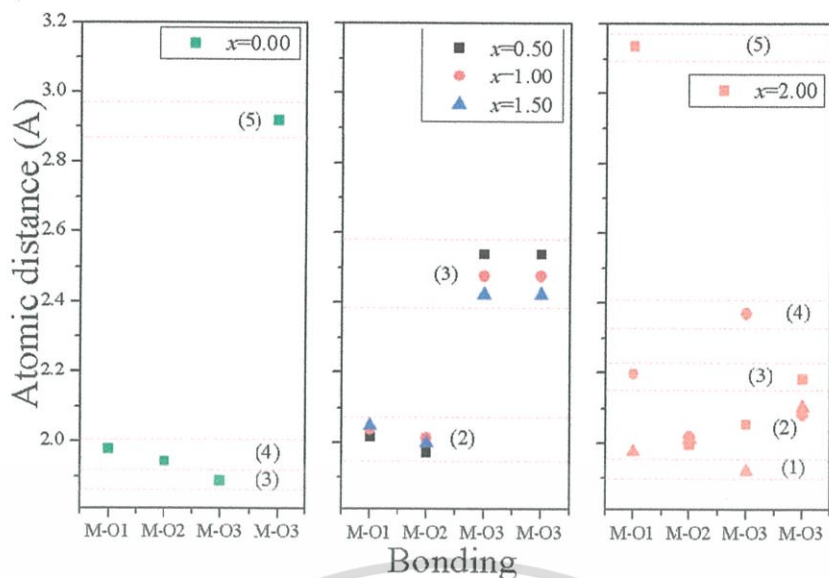 Atomic distance (A)
3.2
3.0
2.8
2.6
2.4
2.2
2.0
x=0.00
(5)
(4)
(3)
M-O1 M-O2 M-O3 M-O3
x=0.50
x=1.00
x=1.50
(3)
(2)
M-O1 M-O2 M-O3 M-O3
(5)
x=2.00
(4)
(3)
(2)
(1)
M-O1 M-O2 M-O3 M-O3
Bonding